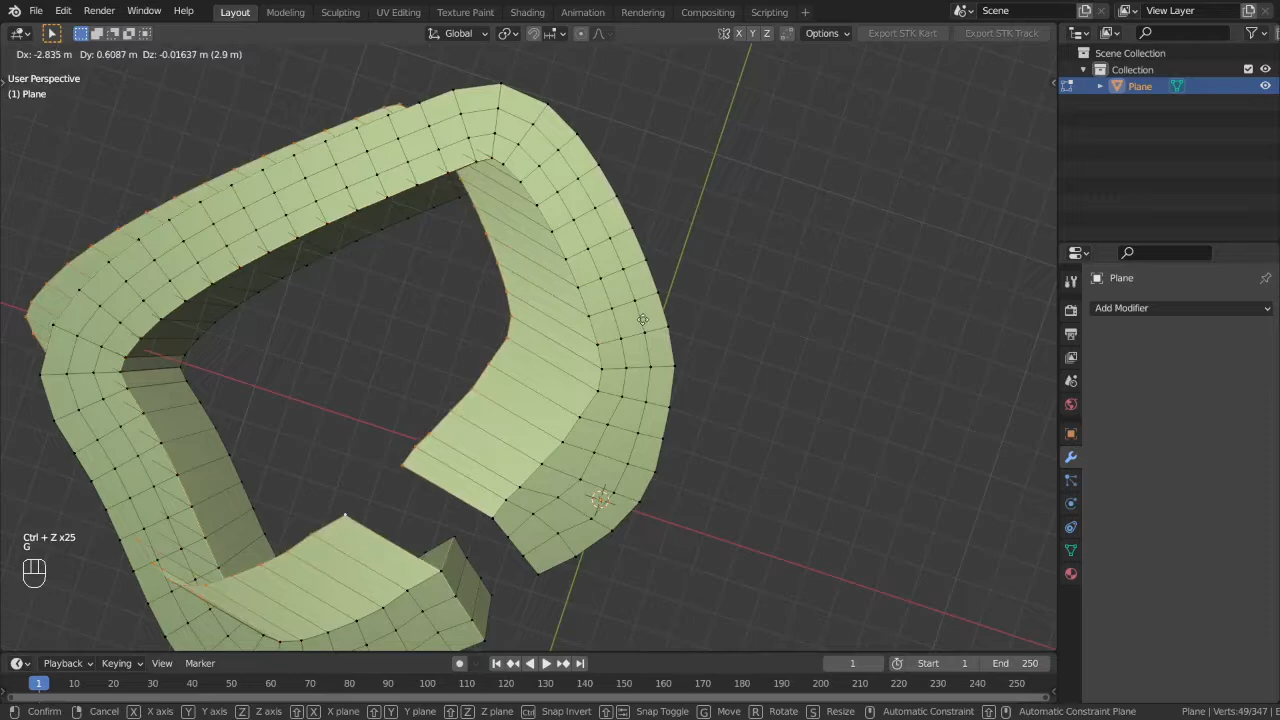 File Edit Render Window Help Layout Modeling Sculpting UV Editing Texture Paint Shading Animation Rendering Compositing Scripting + Scene View Layer
Global X Y Z Options Export STK Kart Export STK Track
Dx: -2.835 m Dy: 0.6087 m Dz: -0.01637 m (2.9 m)
Scene Collection
User Perspective
Collection
(1) Plane
Plane
Plane
Add Modifier
Ctrl + Z x25
G
Playback Keying View Marker 1 Start 1 End 250
1 10 20 30 40 50 60 70 80 90 100 110 120 130 140 150 160 170 180 190 200 210 220 230 240 250
Confirm Cancel X X axis Y Y axis Z Z axis X X plane Y Y plane Z Z plane Ctrl Snap Invert Snap Toggle G Move R Rotate S Resize Automatic Constraint Automatic Constraint Plane Plane | Verts:49/347 | E